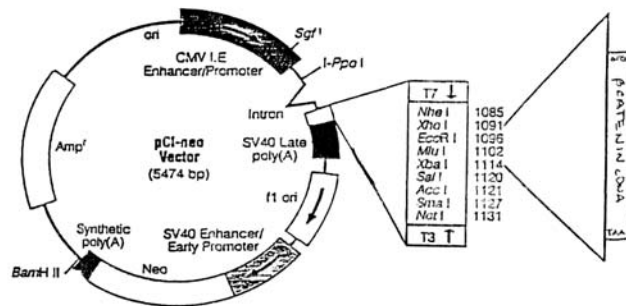 ori
Sgf I
CMV I.E
Enhancer/Promoter
I-Ppo I
Intron
T7 ↓
Nhe I 1085
Xho I 1091
EcoR I 1096
Mlu I 1102
Xba I 1114
Sal I 1120
Acc I 1121
Sma I 1127
Not I 1131
T3 ↑
Ampr
pCI-neo
Vector
(5474 bp)
SV40 Late
poly(A)
f1 ori
Synthetic
poly(A)
SV40 Enhancer/
Early Promoter
BamH II
Neo
CATENIN cDNA
TAA